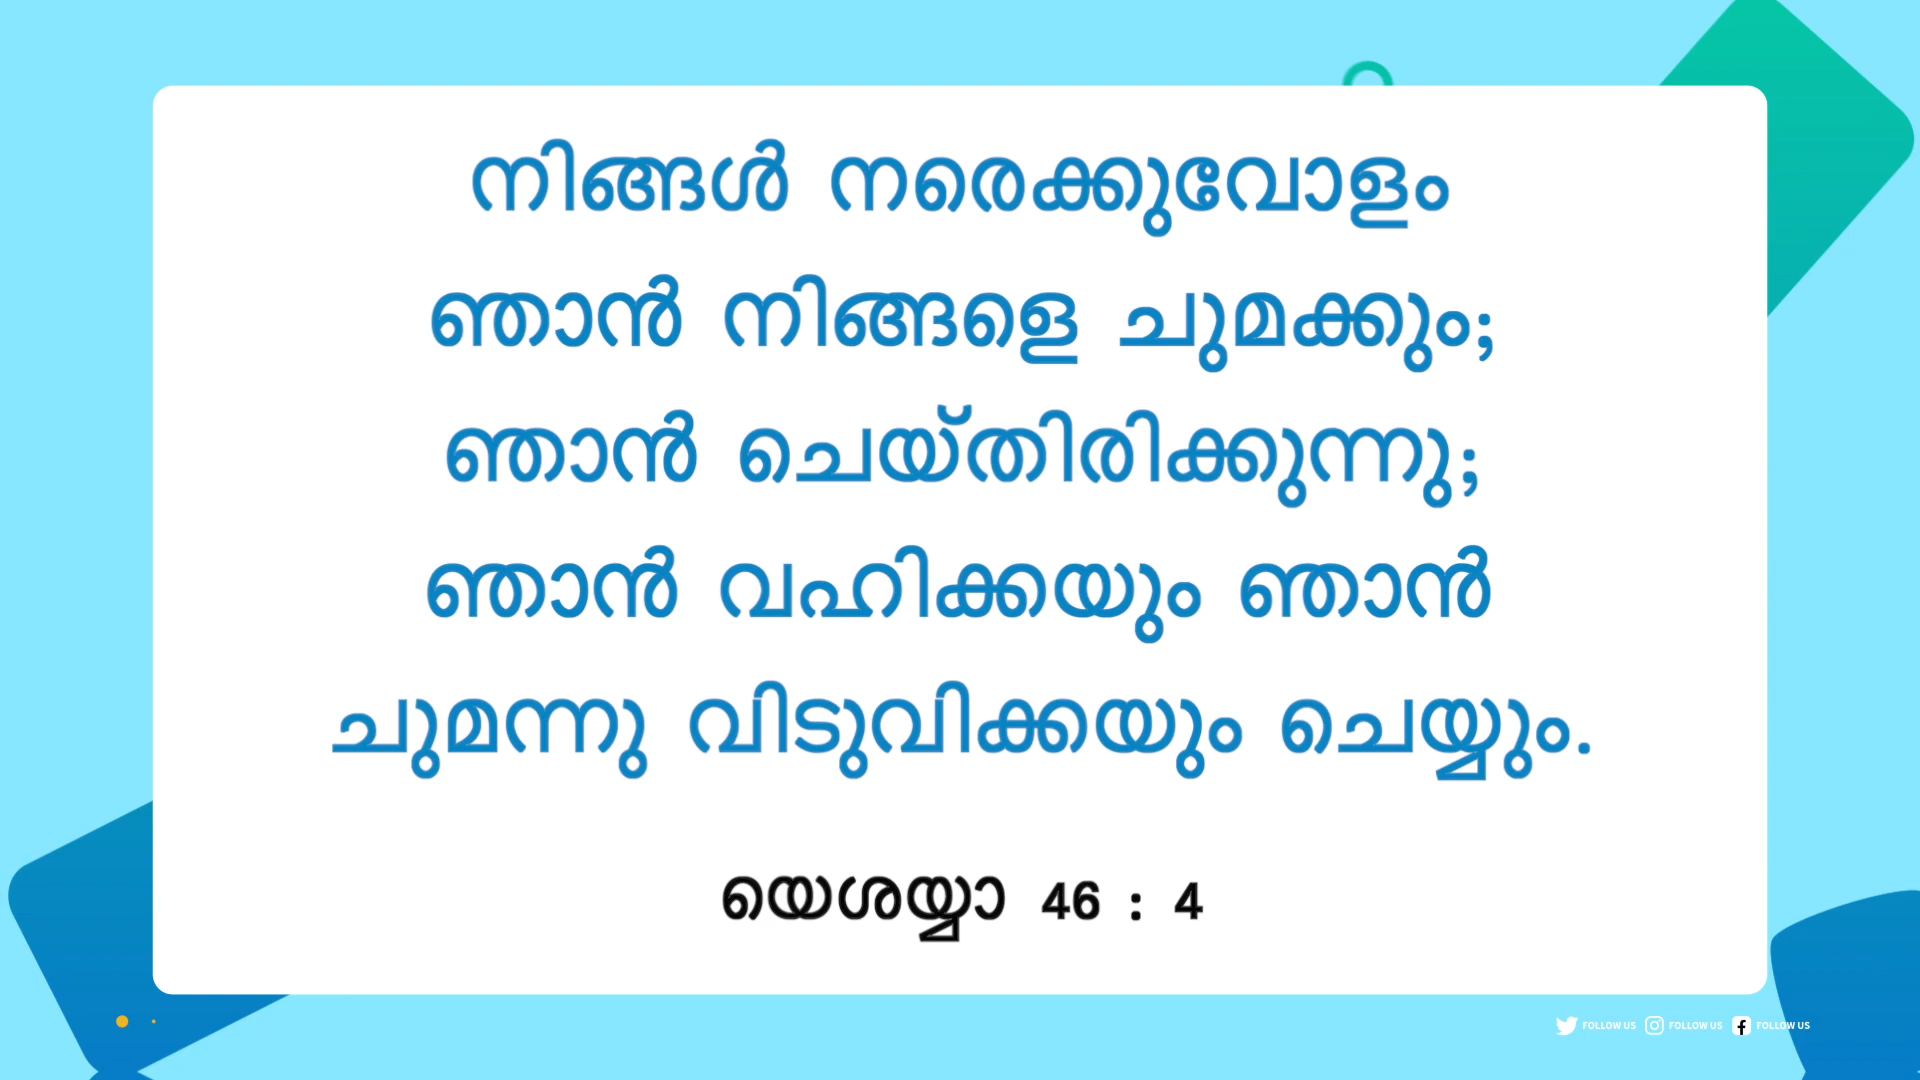 നിങ്ങൾ നരെക്കുവോളം
ഞാൻ നിങ്ങളെ ചുമക്കും;
ഞാൻ ചെയ്തിരിക്കുന്നു;
ഞാൻ വഹിക്കയും ഞാൻ
ചുമന്നു വിടുവിക്കയും ചെയ്യും.
യെശയ്യാ 46 : 4
FOLLOW US FOLLOW US FOLLOW US